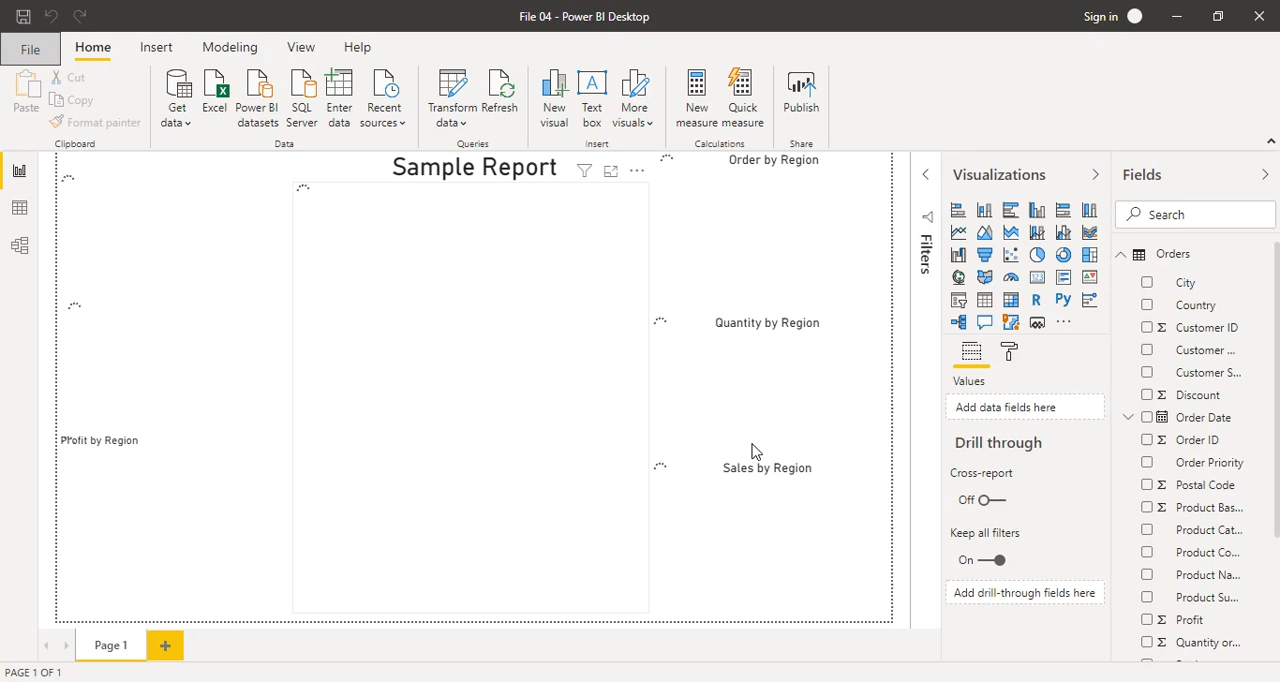 File 04 - Power BI Desktop
Sign in
File
Home
Insert
Modeling
View
Help
Paste
Cut
Copy
Format painter
Clipboard
Get data
Excel
Power BI datasets
SQL Server
Enter data
Recent sources
Data
Transform data
Refresh
Queries
New visual
Text box
More visuals
Insert
New measure
Quick measure
Calculations
Publish
Share
Sample Report
Order by Region
Quantity by Region
Profit by Region
Sales by Region
Filters
Visualizations
Values
Add data fields here
Drill through
Cross-report
Off
Keep all filters
On
Add drill-through fields here
Fields
Search
Orders
City
Country
Customer ID
Customer ...
Customer S...
Discount
Order Date
Order ID
Order Priority
Postal Code
Product Bas...
Product Cat...
Product Co...
Product Na...
Product Su...
Profit
Quantity or...
Page 1
PAGE 1 OF 1